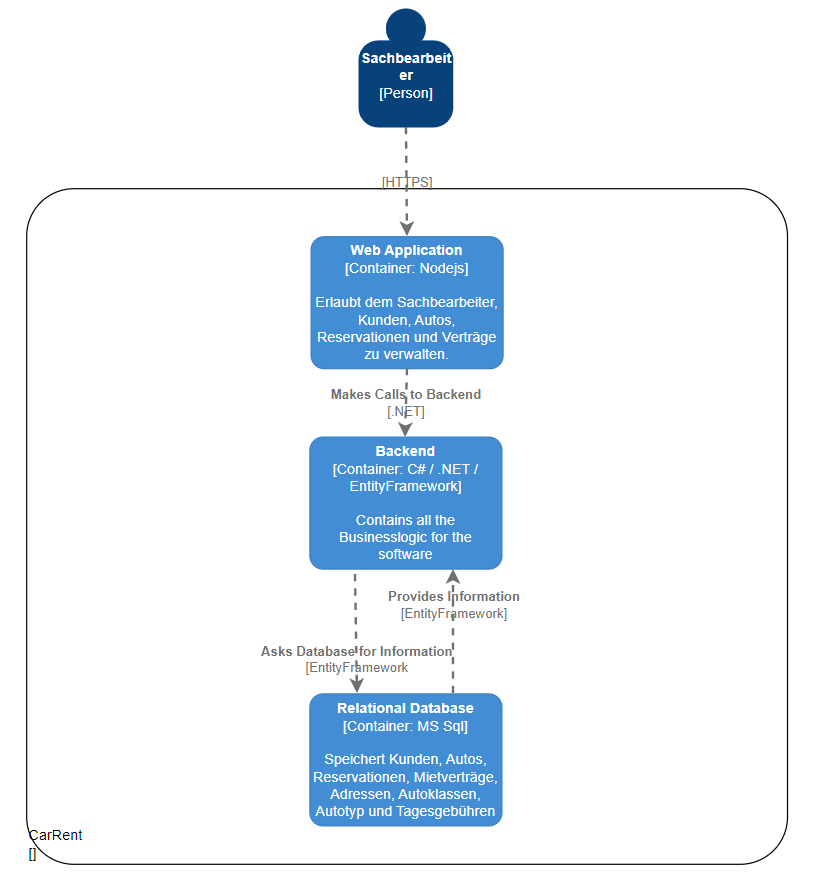 Sachbearbeit
er
[Person]
[HTTPS]
Web Application
[Container: Nodejs]
Erlaubt dem Sachbearbeiter,
Kunden, Autos,
Reservationen und Verträge
zu verwalten.
Makes Calls to Backend
[.NET]
Backend
[Container: C# / .NET /
EntityFramework]
Contains all the
Businesslogic for the
software
Provides Information
[EntityFramework]
Asks Database for Information
[EntityFramework
Relational Database
[Container: MS Sql]
Speichert Kunden, Autos,
Reservationen, Mietverträge,
Adressen, Autoklassen,
Autotyp und Tagesgebühren
CarRent
[]